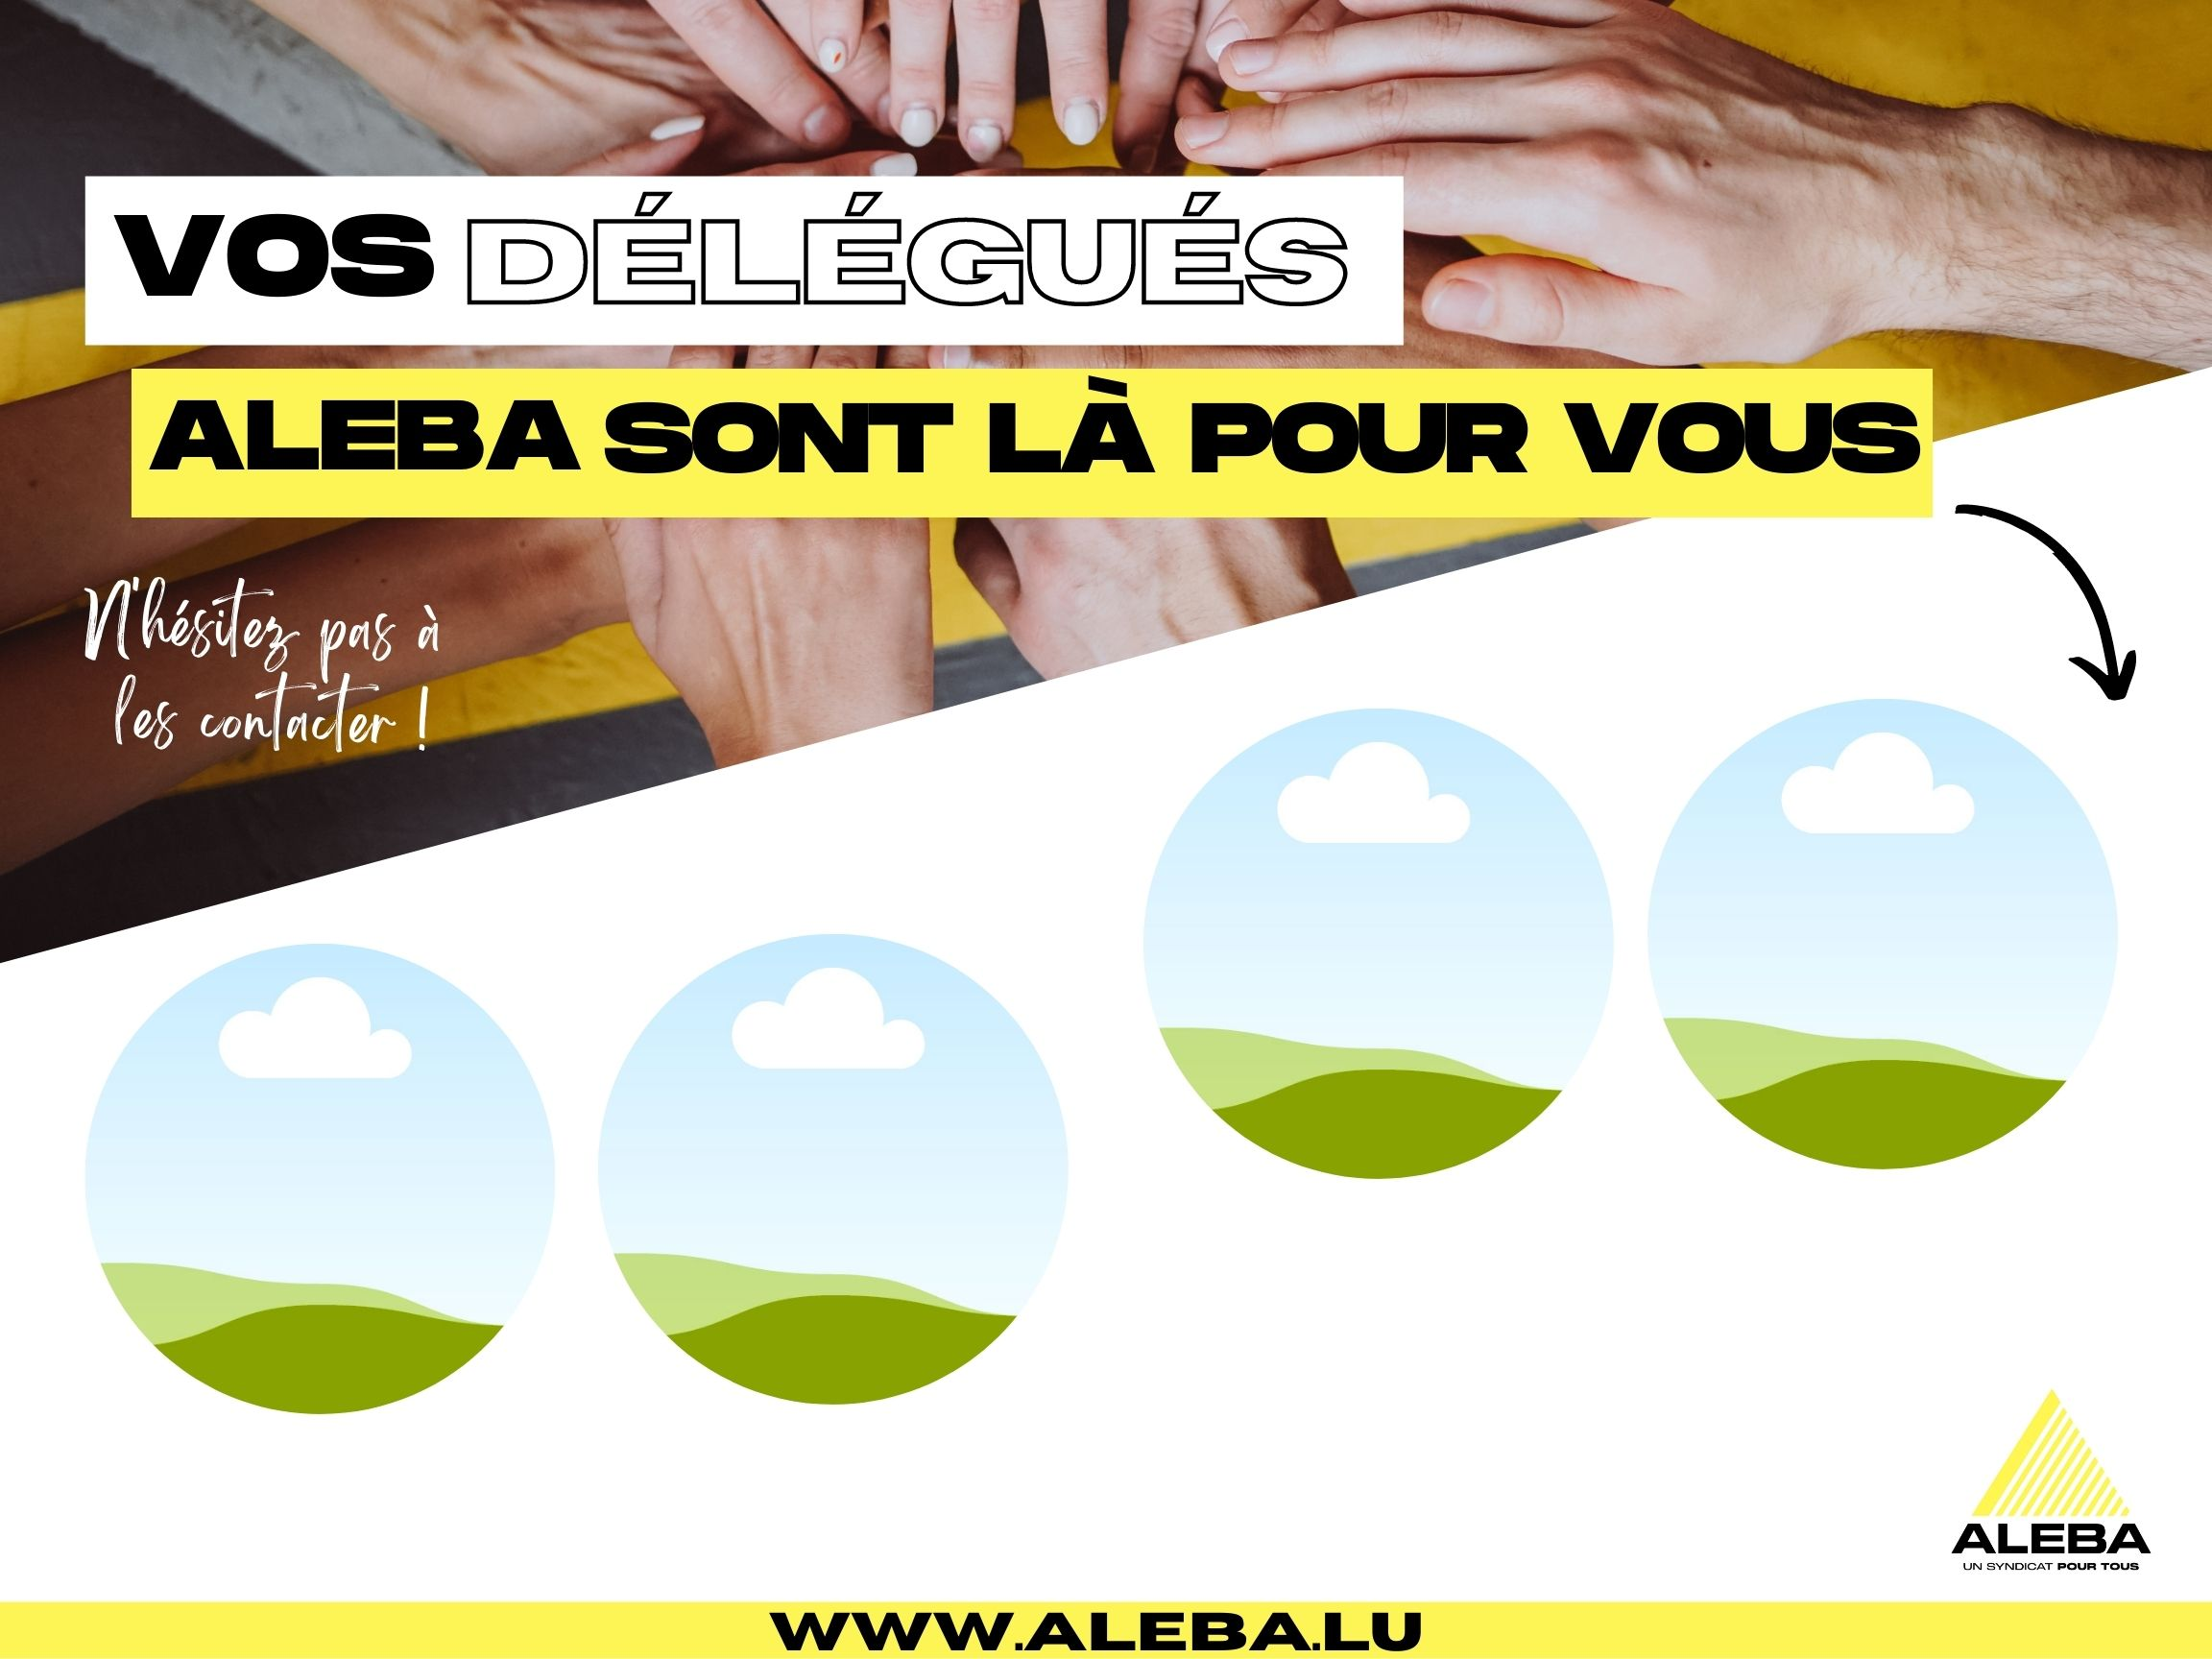 VOS DÉLÉGUÉS
ALEBA SONT LÀ POUR VOUS
N'hésitez pas à
les contacter !
ALEBA
UN SYNDICAT POUR TOUS
WWW.ALEBA.LU